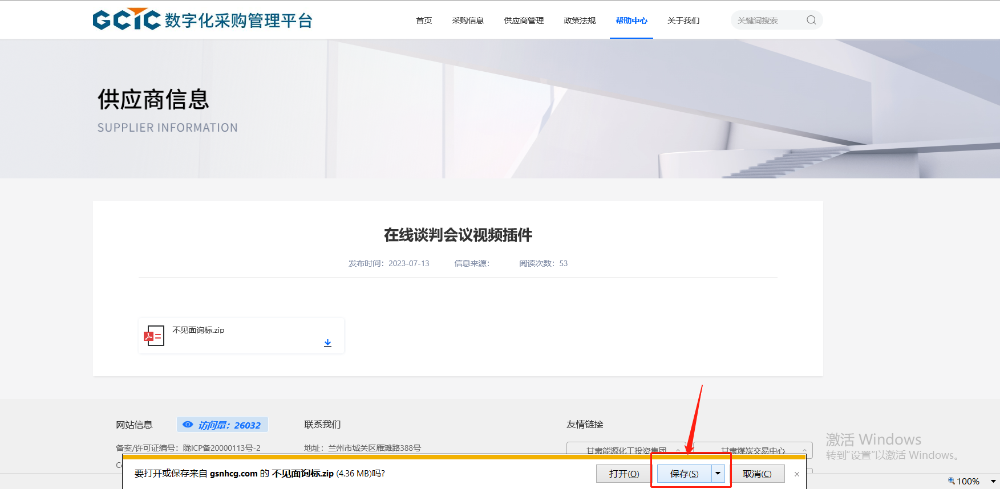 GCTC 数字化采购管理平台
首页 采购信息 供应商管理 政策法规 帮助中心 关于我们 关键词搜索
供应商信息
SUPPLIER INFORMATION
在线谈判会议视频插件
发布时间：2023-07-13 信息来源： 阅读次数：53
不见面询标.zip
网站信息 访问量：26032 联系我们 友情链接
备案/许可证编号：陇ICP备20000113号-2 地址：兰州市城关区雁滩路388号 甘肃能源化工投资集团 甘肃煤炭交易中心
激活 Windows
转到"设置"以激活 Windows。
要打开或保存来自 gsnhcg.com 的 不见面询标.zip (4.36 MB)吗? 打开(O) 保存(S) 取消(C) ×
100%